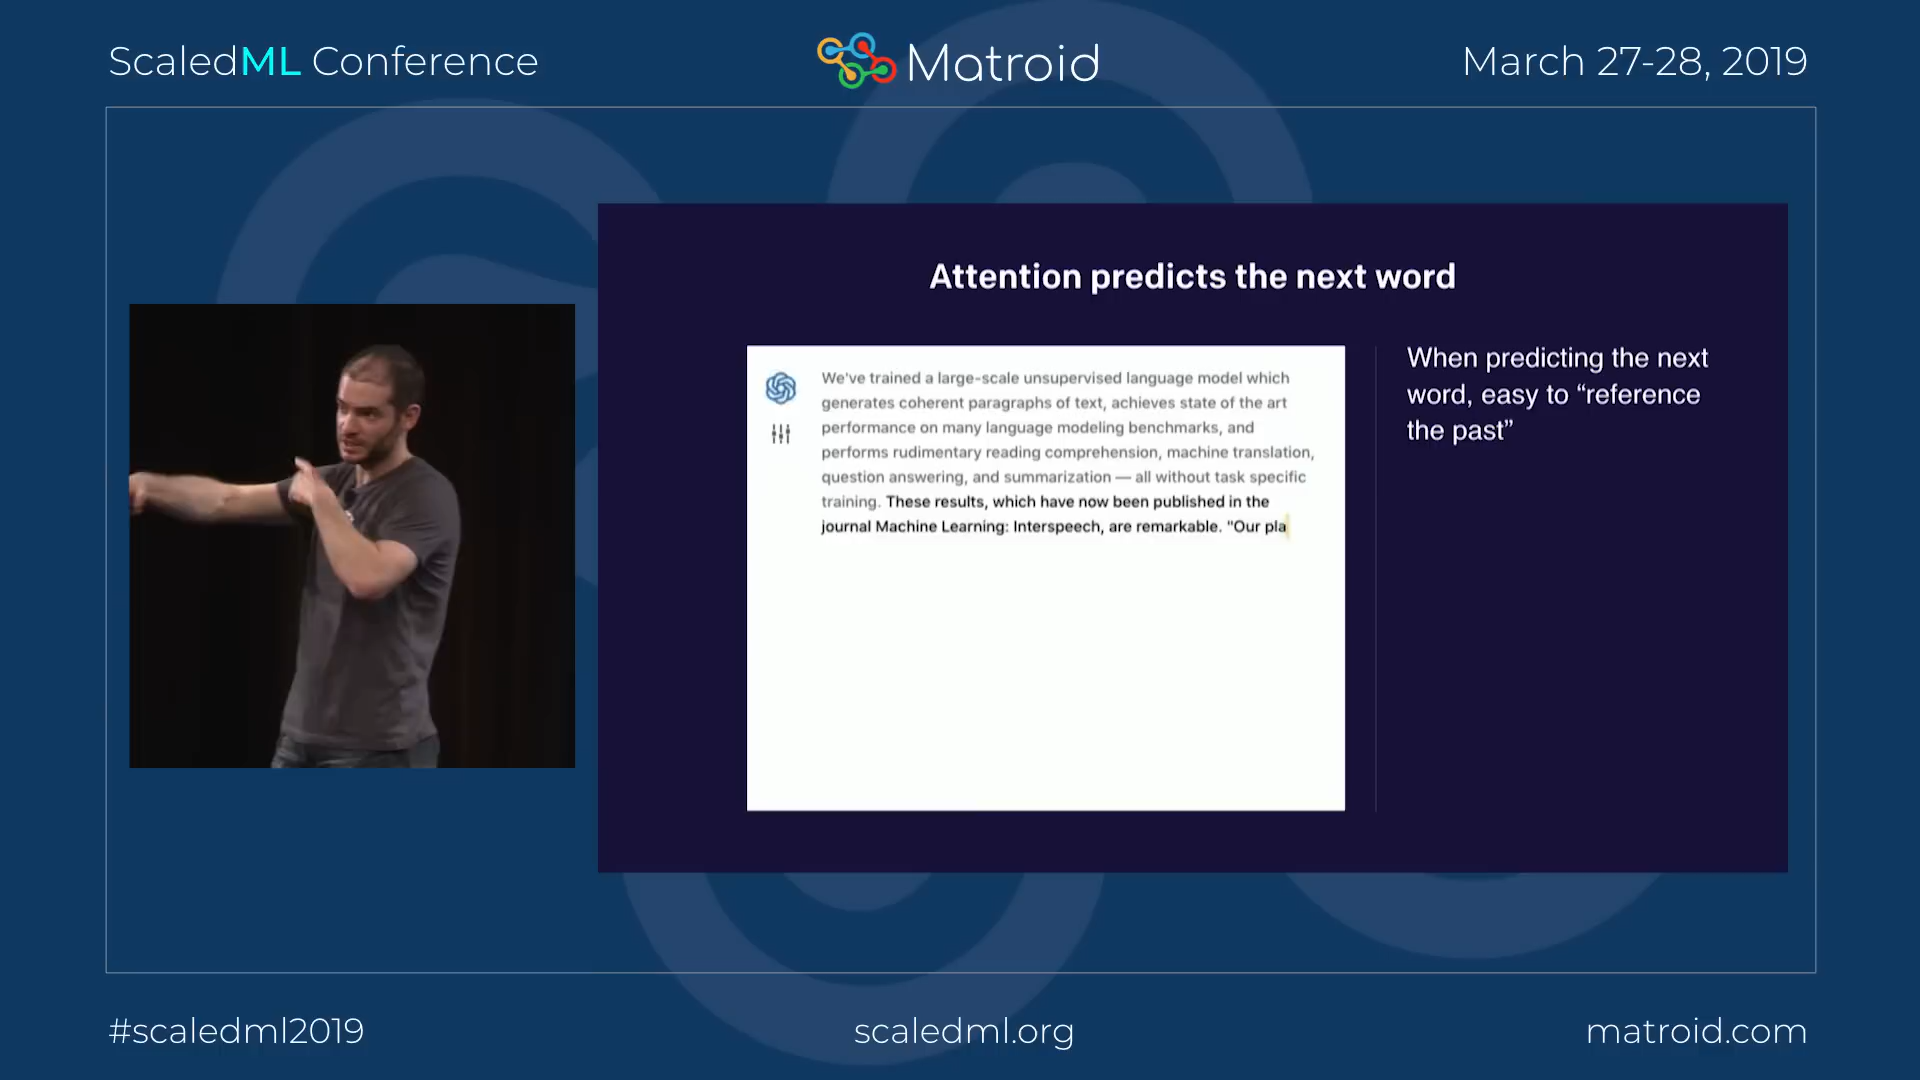 ScaledML Conference
Matroid
March 27-28, 2019
Attention predicts the next word
We've trained a large-scale unsupervised language model which
generates coherent paragraphs of text, achieves state of the art
performance on many language modeling benchmarks, and
performs rudimentary reading comprehension, machine translation,
question answering, and summarization — all without task specific
training. These results, which have now been published in the
journal Machine Learning: Interspeech, are remarkable. "Our pla
When predicting the next
word, easy to “reference
the past”
#scaledml2019
scaledml.org
matroid.com